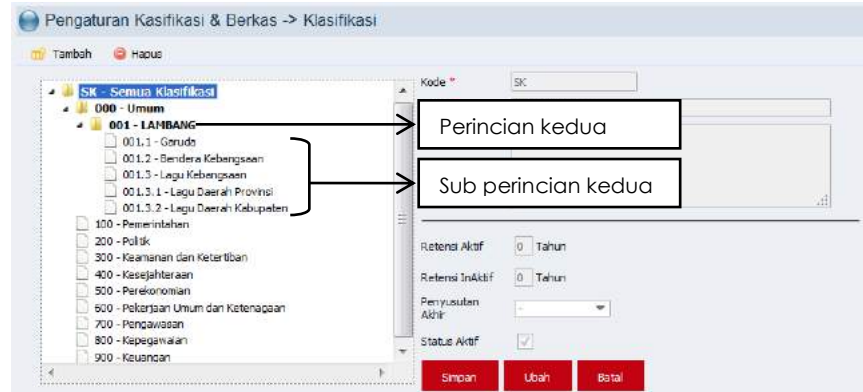 Pengaturan Kasifikasi & Berkas -> Klasifikasi
Tambah Hapus
SK - Semua Klasifikasi
000 - Umum
001 - LAMBANG
001.1 - Garuda
001.2 - Bendera Kebangsaan
001.3 - Lagu Kebangsaan
001.3.1 - Lagu Daerah Provinsi
001.3.2 - Lagu Daerah Kabupaten
100 - Pemerintahan
200 - Politik
300 - Keamanan dan Ketertiban
400 - Kesejahteraan
500 - Perekonomian
600 - Pekerjaan Umum dan Ketenagaan
700 - Pengawasan
800 - Kepegawaian
900 - Keuangan
Kode * SK
Perincian kedua
Sub perincian kedua
Retensi Aktif 0 Tahun
Retensi InAktif 0 Tahun
Penyusutan
Akhir -
Status Aktif
Simpan Ubah Batal